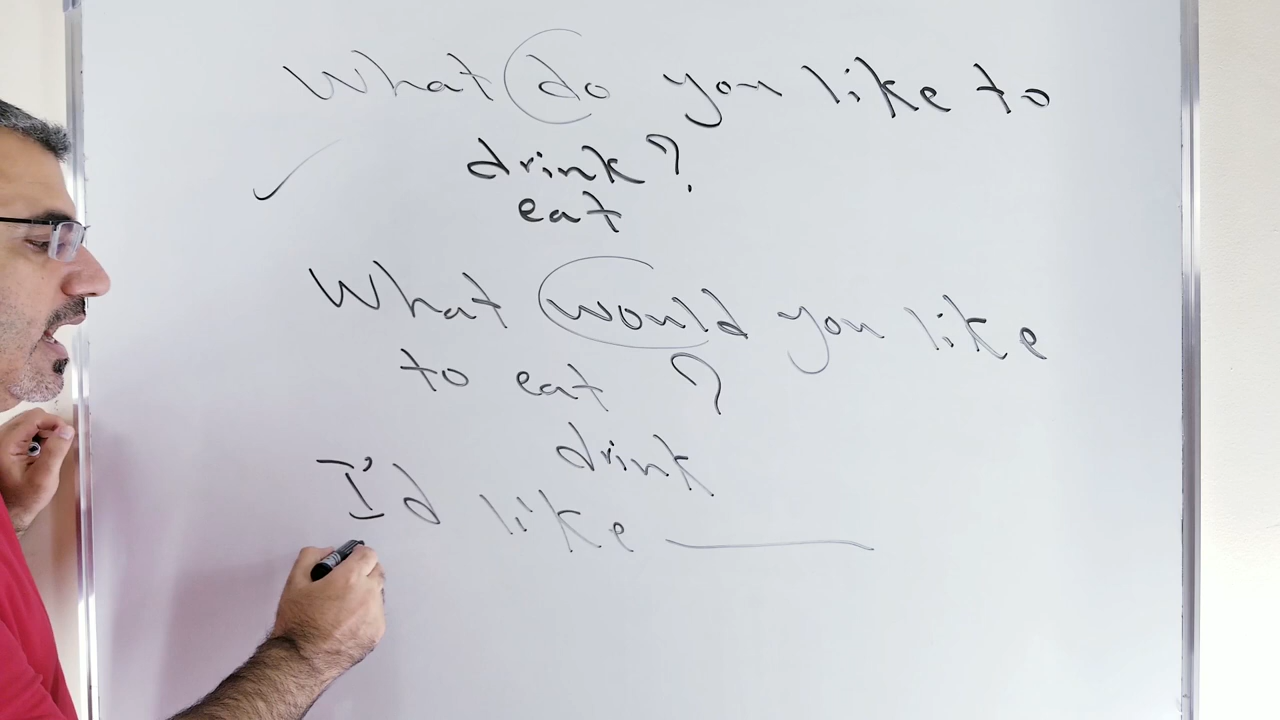 What do you like to
drink?
eat
What would you like
to eat ?
drink
I'd like